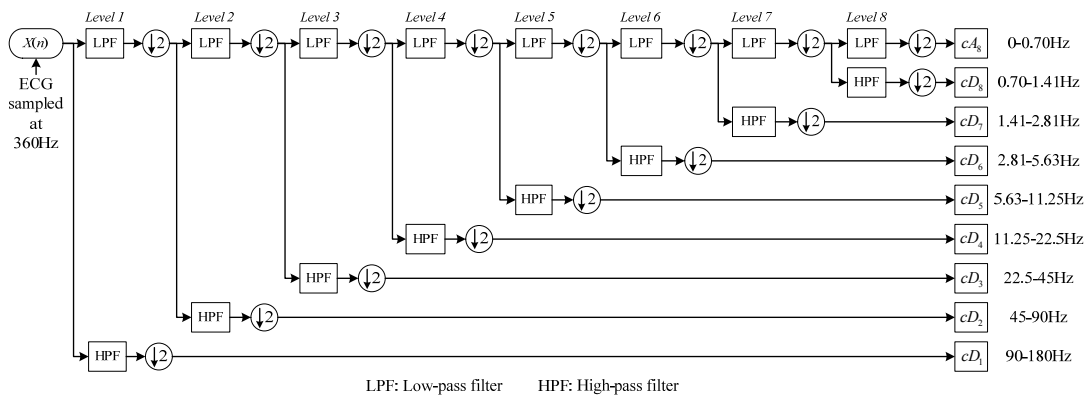 Level 1 Level 2 Level 3 Level 4 Level 5 Level 6 Level 7 Level 8
X(n) LPF ↓2 LPF ↓2 LPF ↓2 LPF ↓2 LPF ↓2 LPF ↓2 LPF ↓2 LPF ↓2 cA₈ 0-0.70Hz
ECG
sampled
at
360Hz
HPF ↓2 cD₈ 0.70-1.41Hz
HPF ↓2 cD₇ 1.41-2.81Hz
HPF ↓2 cD₆ 2.81-5.63Hz
HPF ↓2 cD₅ 5.63-11.25Hz
HPF ↓2 cD₄ 11.25-22.5Hz
HPF ↓2 cD₃ 22.5-45Hz
HPF ↓2 cD₂ 45-90Hz
HPF ↓2 cD₁ 90-180Hz
LPF: Low-pass filter HPF: High-pass filter